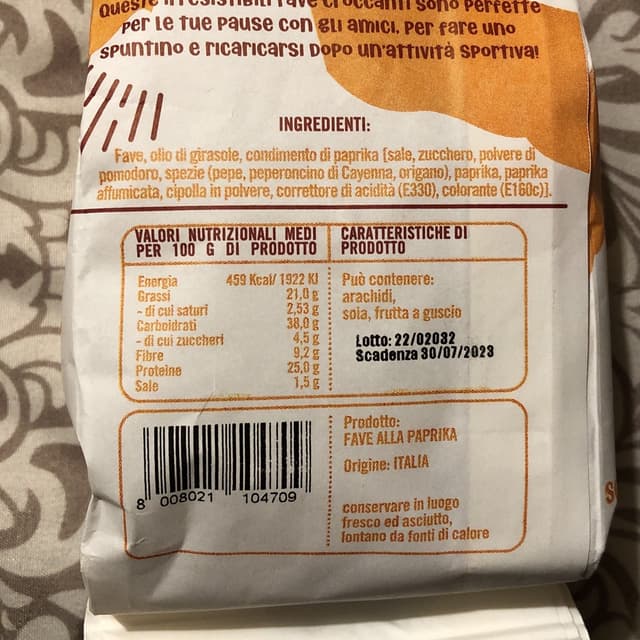 Queste irresistibili fave croccanti sono perfette
per le tue pause con gli amici, per fare uno
spuntino e ricaricarsi dopo un'attività sportiva!
INGREDIENTI:
Fave, olio di girasole, condimento di paprika [sale, zucchero, polvere di
pomodoro, spezie (pepe, peperoncino di Cayenna, origano), paprika, paprika
affumicata, cipolla in polvere, correttore di acidità (E330), colorante (E160c)].
VALORI NUTRIZIONALI MEDI
PER 100 G DI PRODOTTO
Energia 459 Kcal/ 1922 KJ
Grassi 21,0 g
- di cui saturi 2,53 g
Carboidrati 38,0 g
- di cui zuccheri 4,5 g
Fibre 9,2 g
Proteine 25,0 g
Sale 1,5 g
CARATTERISTICHE DI
PRODOTTO
Può contenere:
arachidi,
soia, frutta a guscio
Lotto: 22/02032
Scadenza 30/07/2023
8 008021 104709
Prodotto:
FAVE ALLA PAPRIKA
Origine: ITALIA
conservare in luogo
fresco ed asciutto,
lontano da fonti di calore